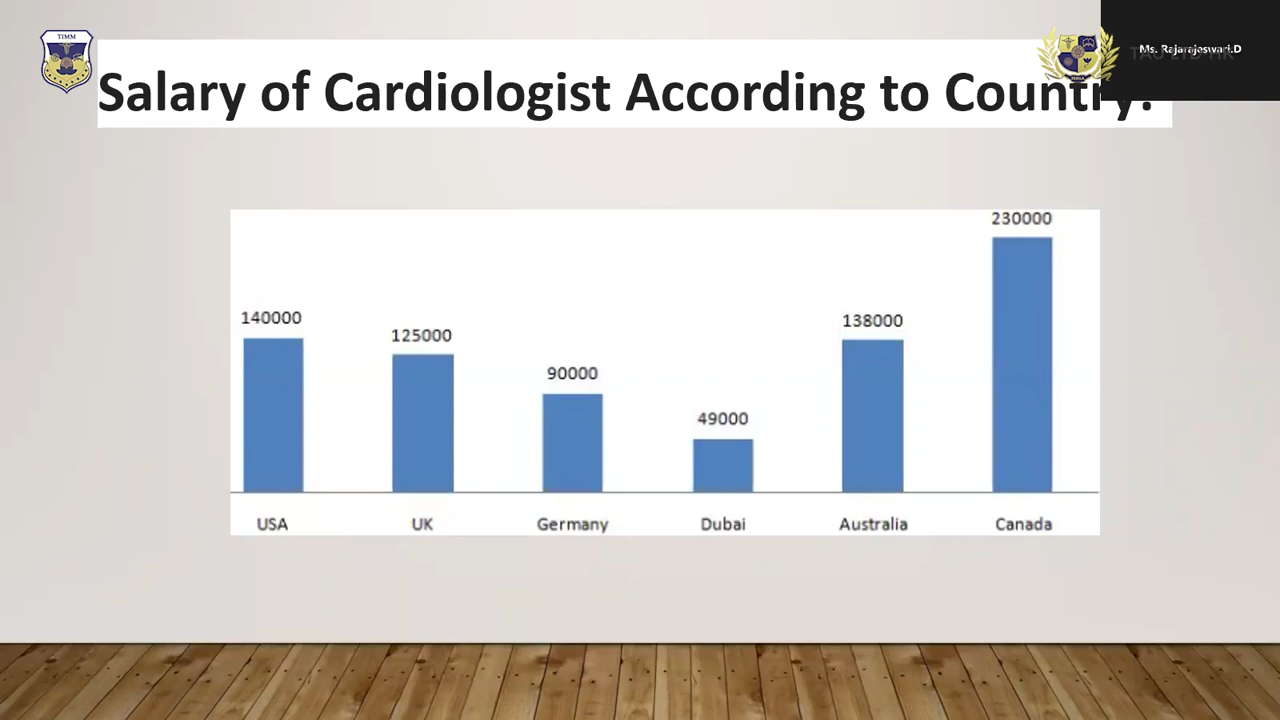 TIMM
Ms. Rajarajeswari.D
Salary of Cardiologist According to Country:
230000
140000
138000
125000
90000
49000
USA UK Germany Dubai Australia Canada